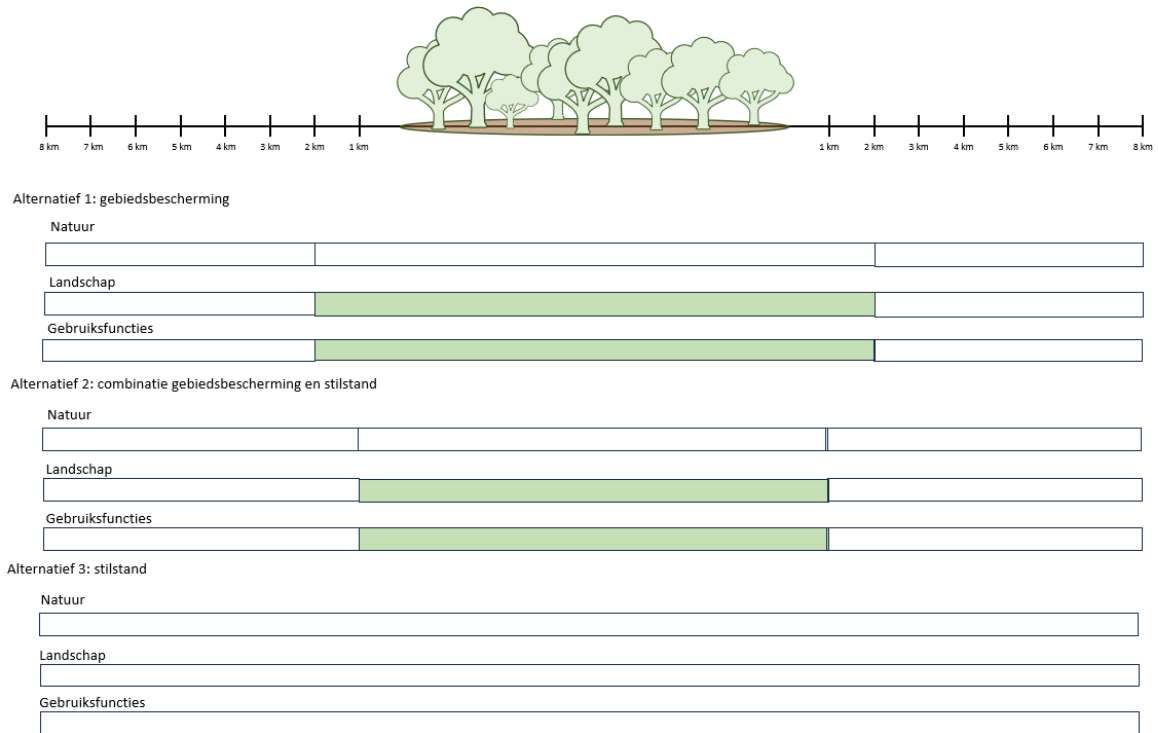 8 km 7 km 6 km 5 km 4 km 3 km 2 km 1 km 1 km 2 km 3 km 4 km 5 km 6 km 7 km 8 km
Alternatief 1: gebiedsbescherming
Natuur
Landschap
Gebruiksfuncties
Alternatief 2: combinatie gebiedsbescherming en stilstand
Natuur
Landschap
Gebruiksfuncties
Alternatief 3: stilstand
Natuur
Landschap
Gebruiksfuncties